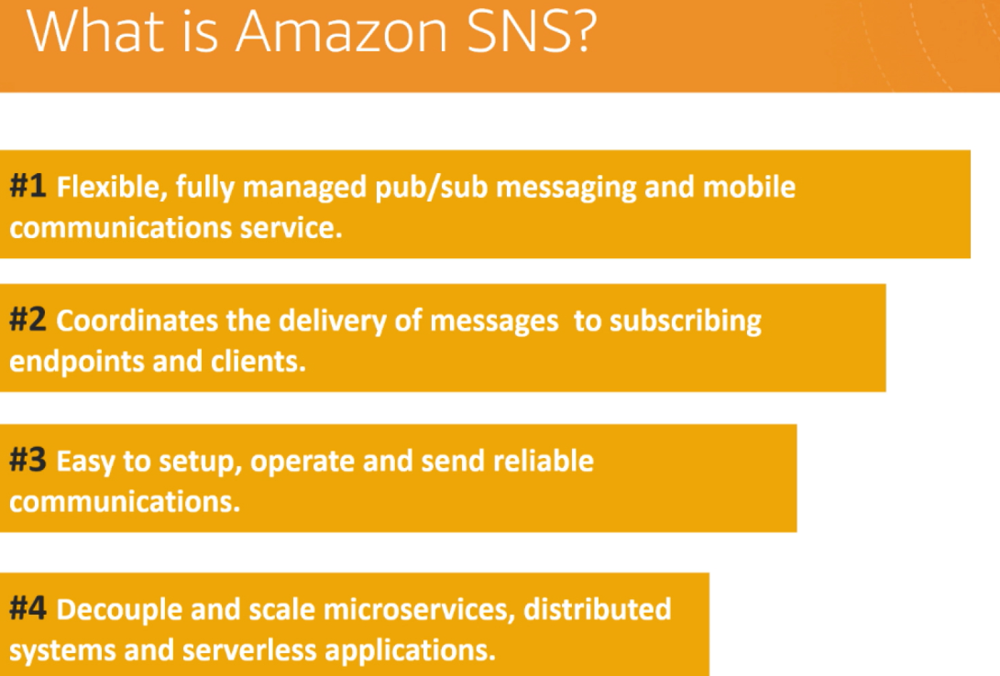 What is Amazon SNS?
#1 Flexible, fully managed pub/sub messaging and mobile
communications service.
#2 Coordinates the delivery of messages  to subscribing
endpoints and clients.
#3 Easy to setup, operate and send reliable
communications.
#4 Decouple and scale microservices, distributed
systems and serverless applications.